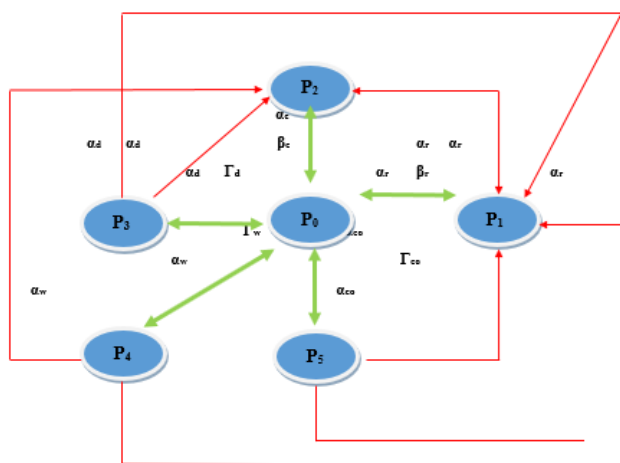 P₂
αc
αd αd βc αr αr
αd Γd αr βr αr
P₃ P₀ P₁
Γw αco
αw Γco
αw αco
P₄ P₅